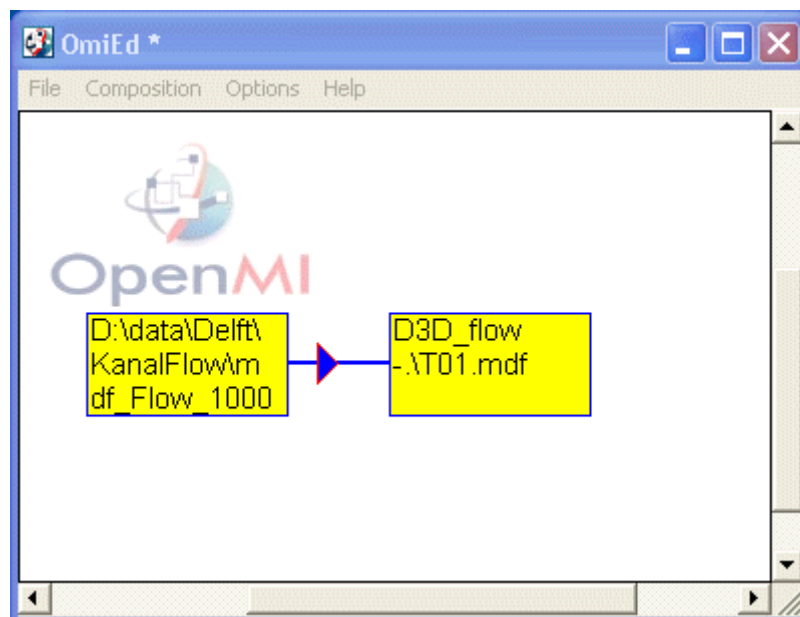 OmiEd *
File Composition Options Help
OpenMI
D:\data\Delft\
KanalFlow\m
df_Flow_1000
D3D_flow
-.\T01.mdf